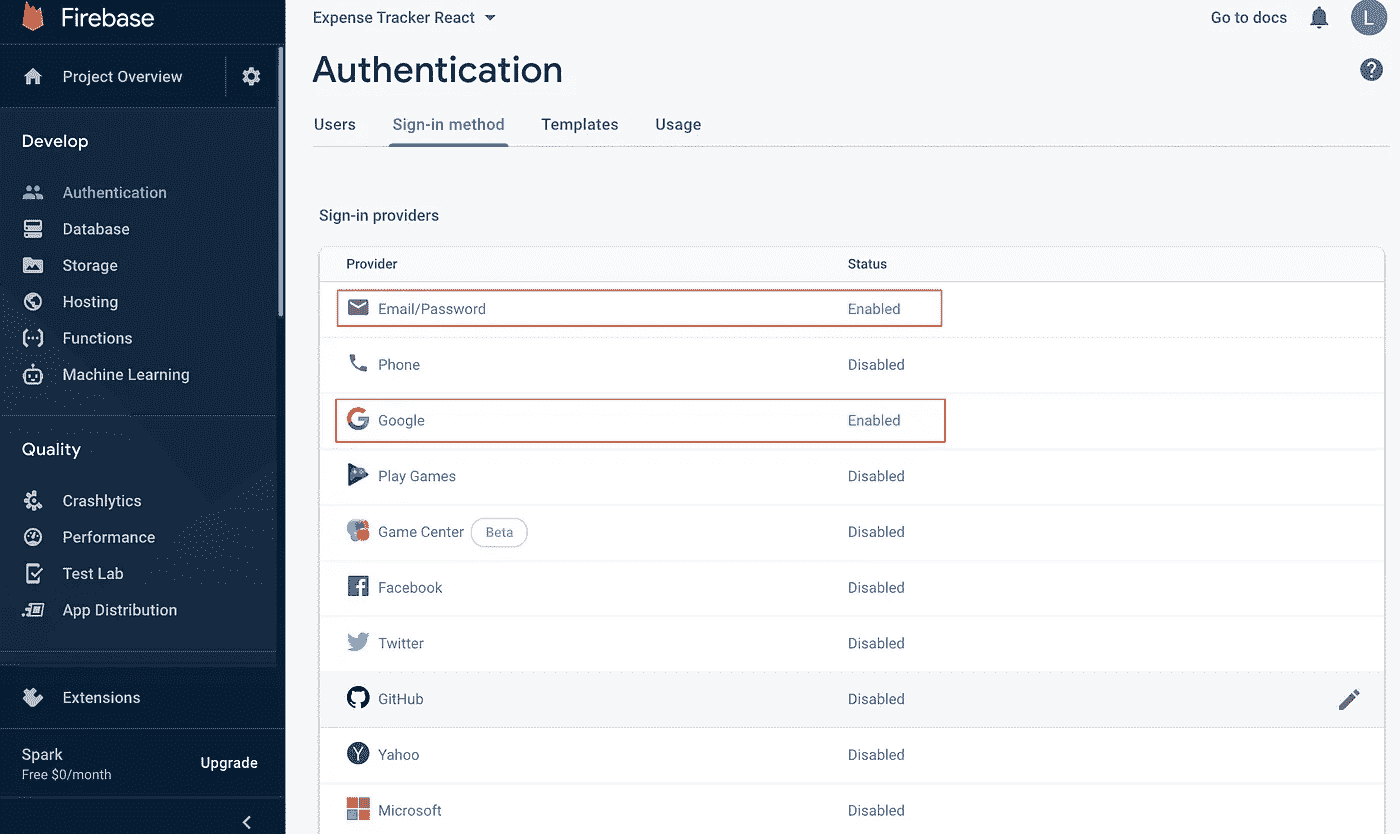 Firebase
Project Overview
Develop
Authentication
Database
Storage
Hosting
Functions
Machine Learning
Quality
Crashlytics
Performance
Test Lab
App Distribution
Extensions
Spark
Free $0/month
Upgrade
Expense Tracker React
Go to docs
L
Authentication
?
Users Sign-in method Templates Usage
Sign-in providers
Provider Status
Email/Password Enabled
Phone Disabled
Google Enabled
Play Games Disabled
Game Center Beta Disabled
Facebook Disabled
Twitter Disabled
GitHub Disabled
Yahoo Disabled
Microsoft Disabled